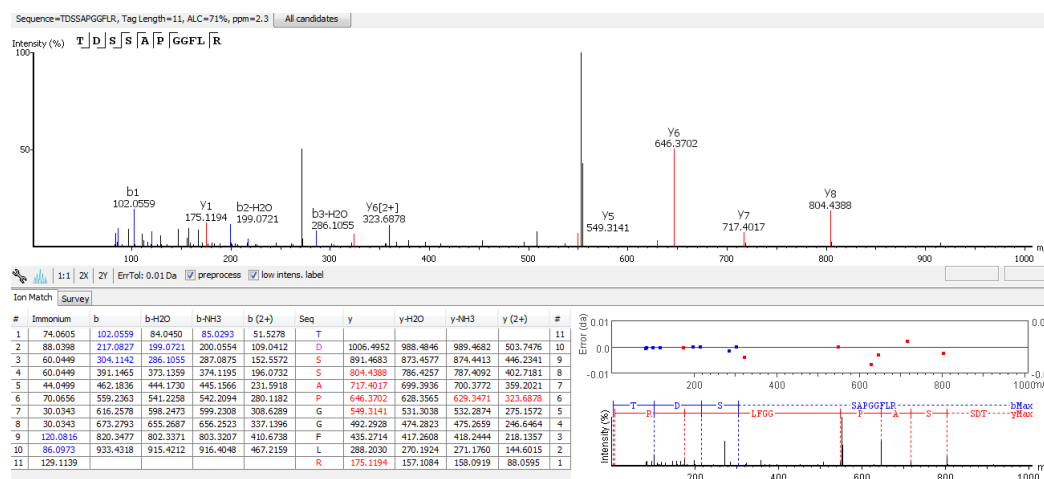 Sequence=TDSSAPGGFLR, Tag Length=11, ALC=71%, ppm=2.3 All candidates
Intensity (%) T D S S A P GGFL R
100
50
b1
102.0559
y1
175.1194
b2-H2O
199.0721
b3-H2O
286.1055
y6[2+]
323.6878
y5
549.3141
y6
646.3702
y7
717.4017
y8
804.4388
100 200 300 400 500 600 700 800 900 1000 m
1:1 2X 2Y ErrTol: 0.01 Da preprocess low intens. label
Ion Match Survey
# Immonium b b-H2O b-NH3 b (2+) Seq y y-H2O y-NH3 y (2+) #
1 74.0605 102.0559 84.0450 85.0293 51.5278 T 11
2 88.0398 217.0827 199.0721 200.0554 109.0412 D 1006.4952 988.4846 989.4682 503.7476 10
3 60.0449 304.1142 286.1055 287.0875 152.5572 S 891.4683 873.4577 874.4413 446.2341 9
4 60.0449 391.1465 373.1359 374.1195 196.0732 S 804.4388 786.4257 787.4092 402.7181 8
5 44.0499 462.1836 444.1730 445.1566 231.5918 A 717.4017 699.3936 700.3772 359.2021 7
6 70.0656 559.2363 541.2258 542.2094 280.1182 P 646.3702 628.3565 629.3471 323.6878 6
7 30.0343 616.2578 598.2473 599.2308 308.6289 G 549.3141 531.3038 532.2874 275.1572 5
8 30.0343 673.2793 655.2687 656.2523 337.1396 G 492.2928 474.2823 475.2659 246.6464 4
9 120.0816 820.3477 802.3371 803.3207 410.6738 F 435.2714 417.2608 418.2444 218.1357 3
10 86.0973 933.4318 915.4212 916.4048 467.2159 L 288.2030 270.1924 271.1760 144.6015 2
11 129.1139 R 175.1194 157.1084 158.0919 88.0595 1
Error (da)
0.01
0.0
-0.01
200 400 600 800 1000 m/
T D S SAPGGFLR bMax
R LFGG P A S SDT yMax
Intensity (%)
200 400 600 800 1000 m